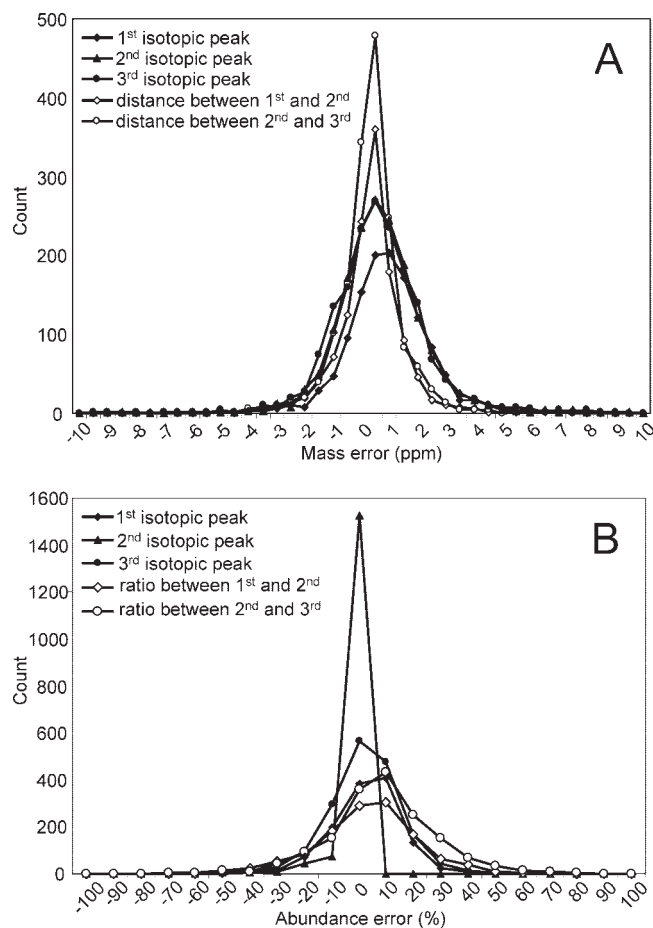 500
400
300
200
100
0
Count
1st isotopic peak
2nd isotopic peak
3rd isotopic peak
distance between 1st and 2nd
distance between 2nd and 3rd
A
-10 -9 -8 -7 -6 -5 -4 -3 -2 -1 0 1 2 3 4 5 6 7 8 9 10
Mass error (ppm)
1600
1400
1200
1000
800
600
400
200
0
Count
1st isotopic peak
2nd isotopic peak
3rd isotopic peak
ratio between 1st and 2nd
ratio between 2nd and 3rd
B
-100 -90 -80 -70 -60 -50 -40 -30 -20 -10 0 10 20 30 40 50 60 70 80 90 100
Abundance error (%)